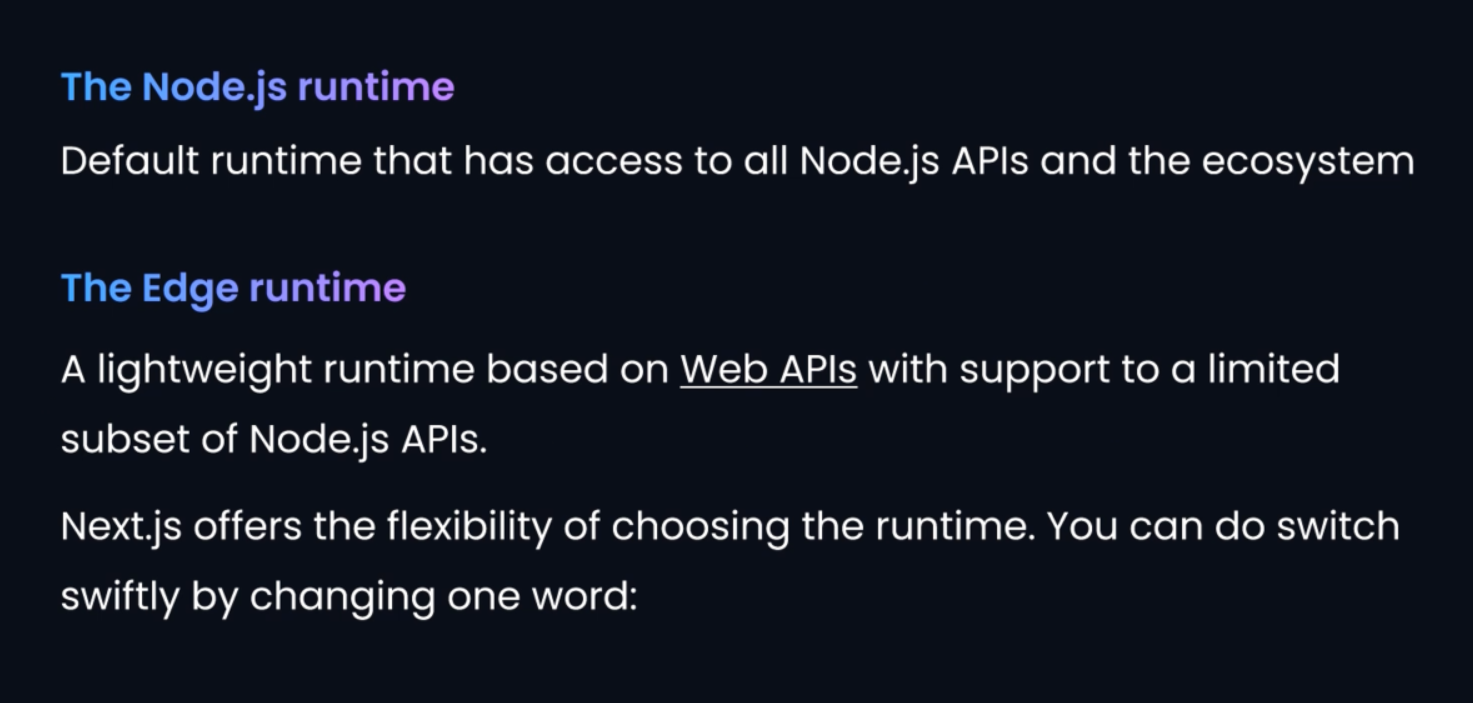 The Node.js runtime
Default runtime that has access to all Node.js APIs and the ecosystem
The Edge runtime
A lightweight runtime based on Web APIs with support to a limited
subset of Node.js APIs.
Next.js offers the flexibility of choosing the runtime. You can do switch
swiftly by changing one word: